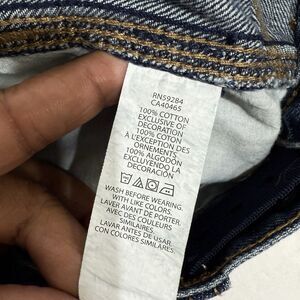 RN59284
CA40465
100% COTTON
EXCLUSIVE OF
DECORATION
100% COTON
À L'EXCEPTION DES
ORNEMENTS.
100% ALGODÓN
EXCLUYENDO LA
DECORACIÓN
WASH BEFORE WEARING
WITH LIKE COLORS.
LAVER AVANT DE PORTER
AVEC DES COULEURS
SIMILAIRES.
LAVAR ANTES DE USAR
CON COLORES SIMILARES.